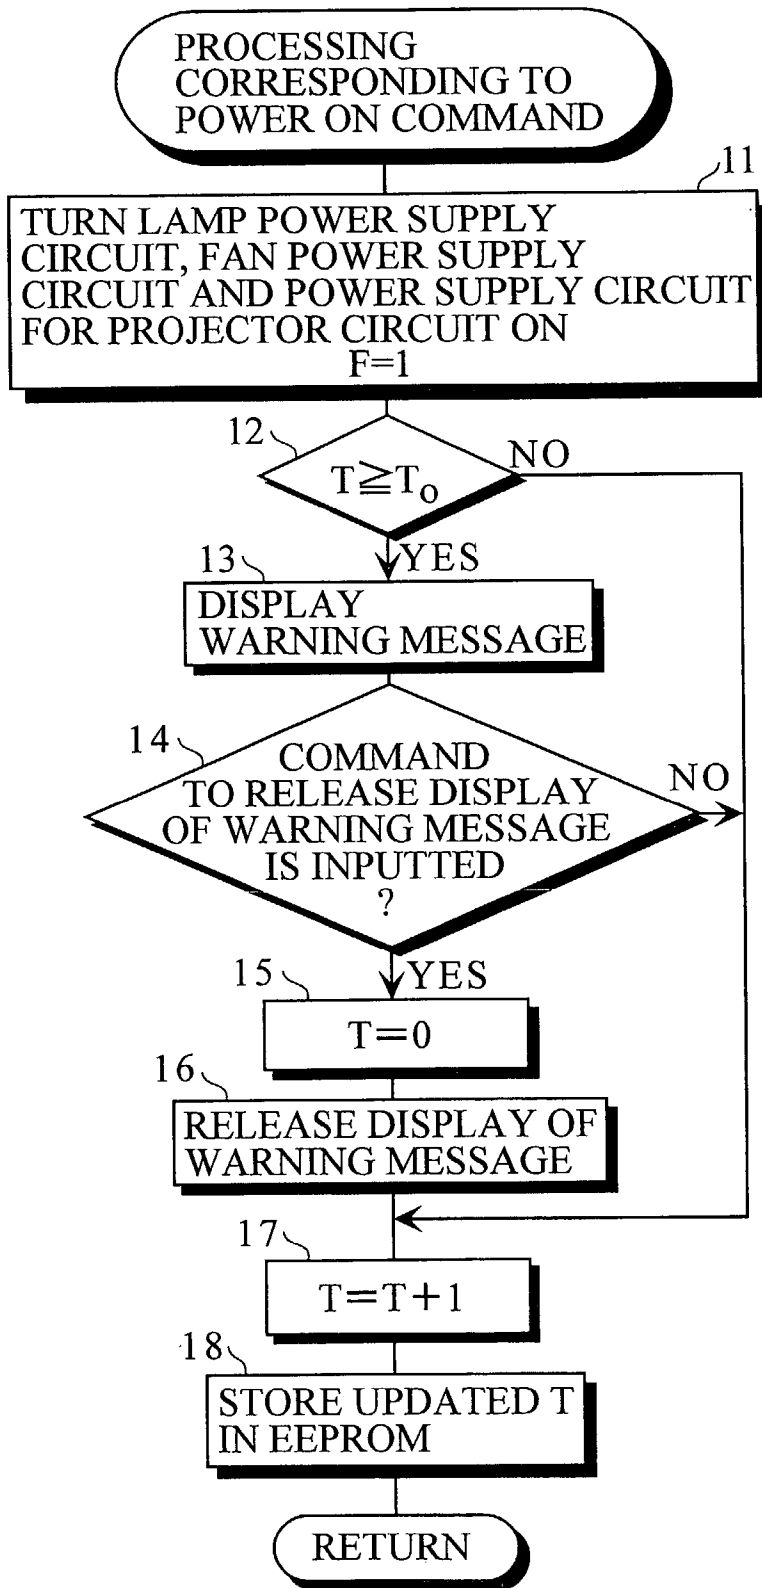 PROCESSING
CORRESPONDING TO
POWER ON COMMAND
11
TURN LAMP POWER SUPPLY
CIRCUIT, FAN POWER SUPPLY
CIRCUIT AND POWER SUPPLY CIRCUIT
FOR PROJECTOR CIRCUIT ON
F=1
12
T≧T₀
NO
YES
13
DISPLAY
WARNING MESSAGE
14
COMMAND
TO RELEASE DISPLAY
OF WARNING MESSAGE
IS INPUTTED
?
NO
YES
15
T=0
16
RELEASE DISPLAY OF
WARNING MESSAGE
17
T=T+1
18
STORE UPDATED T
IN EEPROM
RETURN